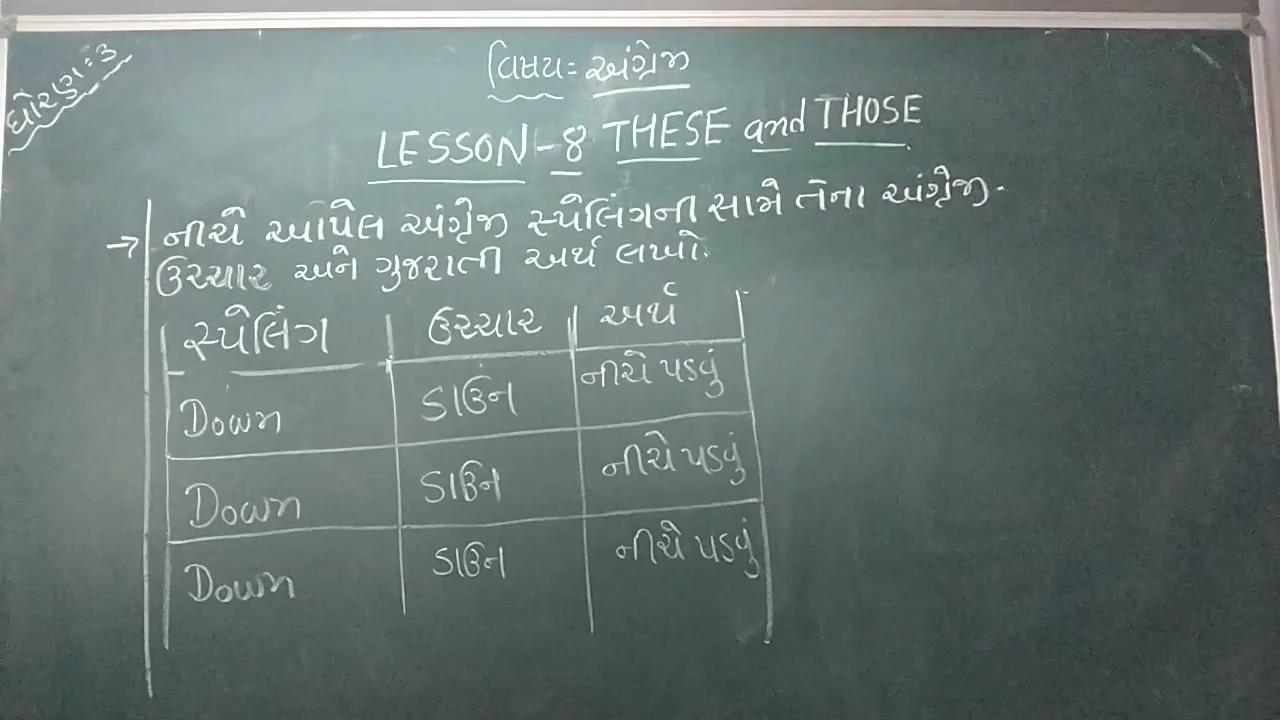 ધોરણ: ૩
વિષય: અંગ્રેજી
LESSON-8 THESE and THOSE
→ નીચે આપેલ અંગ્રેજી સ્પેલિંગની સામે તેના અંગ્રેજી.
ઉચ્ચાર અને ગુજરાતી અર્થ લખો.
સ્પેલિંગ ઉચ્ચાર અર્થ
Down ડાઉન નીચે પડવું
Down ડાઉન નીચે પડવું
Down ડાઉન નીચે પડવું